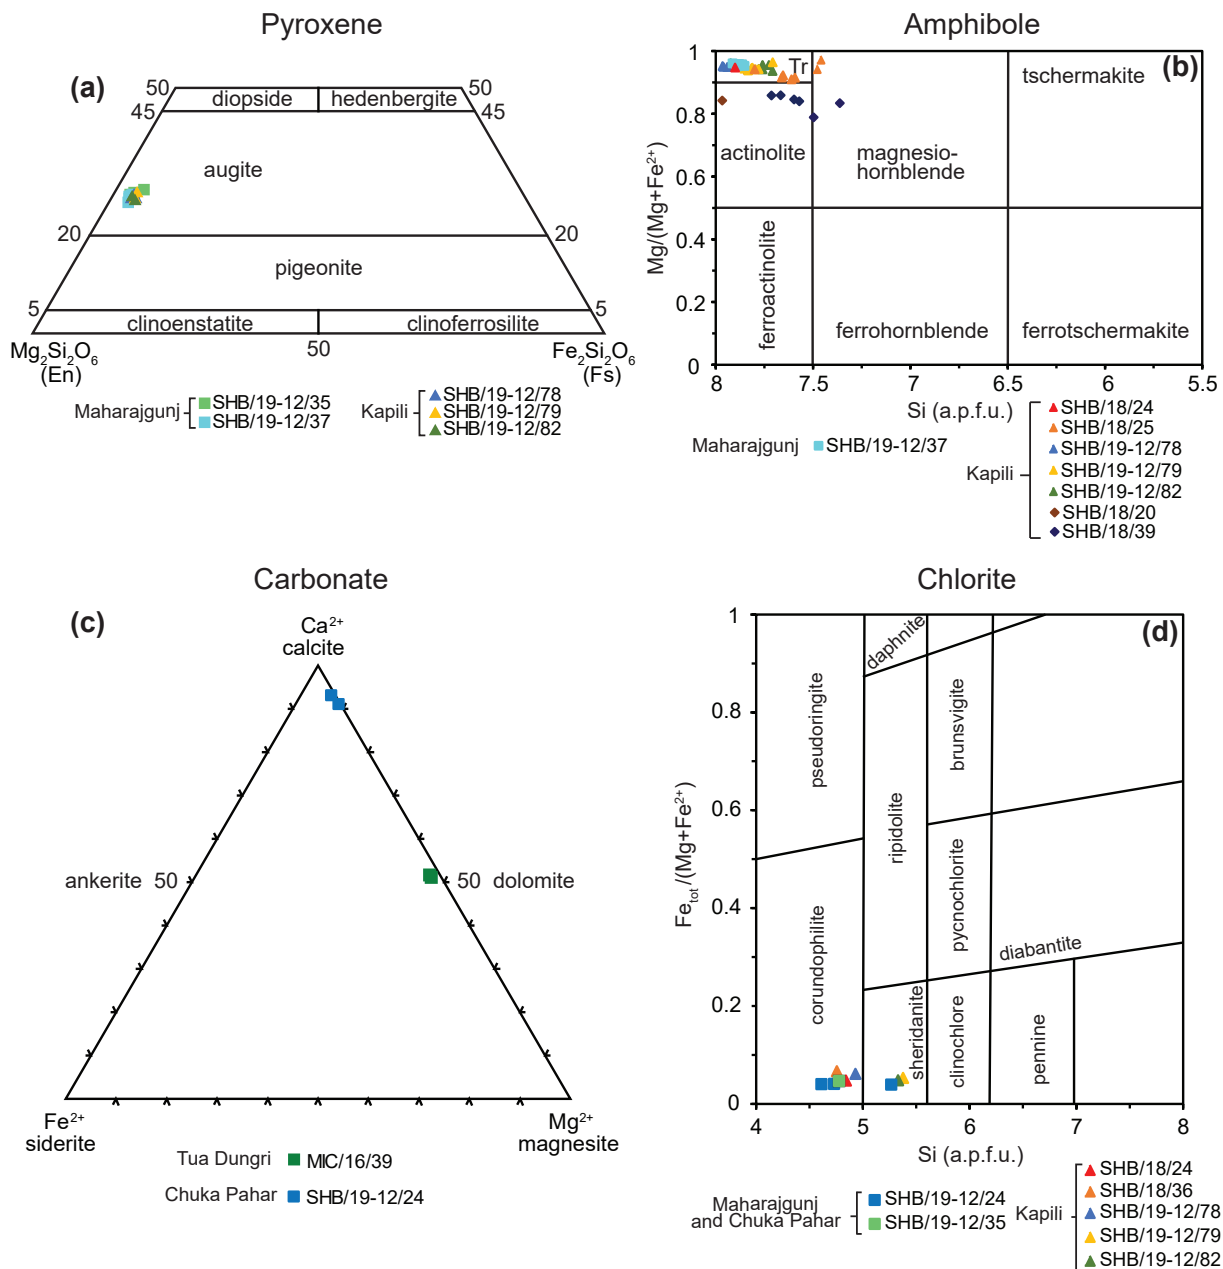 Pyroxene
(a)
50
50
diopside
hedenbergite
45
45
augite
20
20
pigeonite
5
5
clinoenstatite
clinoferrosilite
Mg₂Si₂O₆
(En)
50
Fe₂Si₂O₆
(Fs)
Maharajgunj
SHB/19-12/35
SHB/19-12/37
Kapili
SHB/19-12/78
SHB/19-12/79
SHB/19-12/82
Amphibole
(b)
1
0.8
0.6
0.4
0.2
0
Mg/(Mg+Fe²⁺)
Tr
tschermakite
actinolite
magnesio-
hornblende
ferroactinolite
ferrohornblende
ferrotschermakite
8
7.5
7
6.5
6
5.5
Si (a.p.f.u.)
Maharajgunj
SHB/19-12/37
Kapili
SHB/18/24
SHB/18/25
SHB/19-12/78
SHB/19-12/79
SHB/19-12/82
SHB/18/20
SHB/18/39
Carbonate
(c)
Ca²⁺
calcite
ankerite 50
50 dolomite
Fe²⁺
siderite
Mg²⁺
magnesite
Tua Dungri
MIC/16/39
Chuka Pahar
SHB/19-12/24
Chlorite
(d)
1
0.8
0.6
0.4
0.2
0
Feₜₒₜ/(Mg+Fe²⁺)
pseudoringite
daphnite
brunsvigite
ripidolite
corundophilite
pycnochlorite
diabantite
sheridanite
clinochlore
pennine
4
5
6
7
8
Si (a.p.f.u.)
Maharajgunj
and Chuka Pahar
SHB/19-12/24
SHB/19-12/35
Kapili
SHB/18/24
SHB/18/36
SHB/19-12/78
SHB/19-12/79
SHB/19-12/82